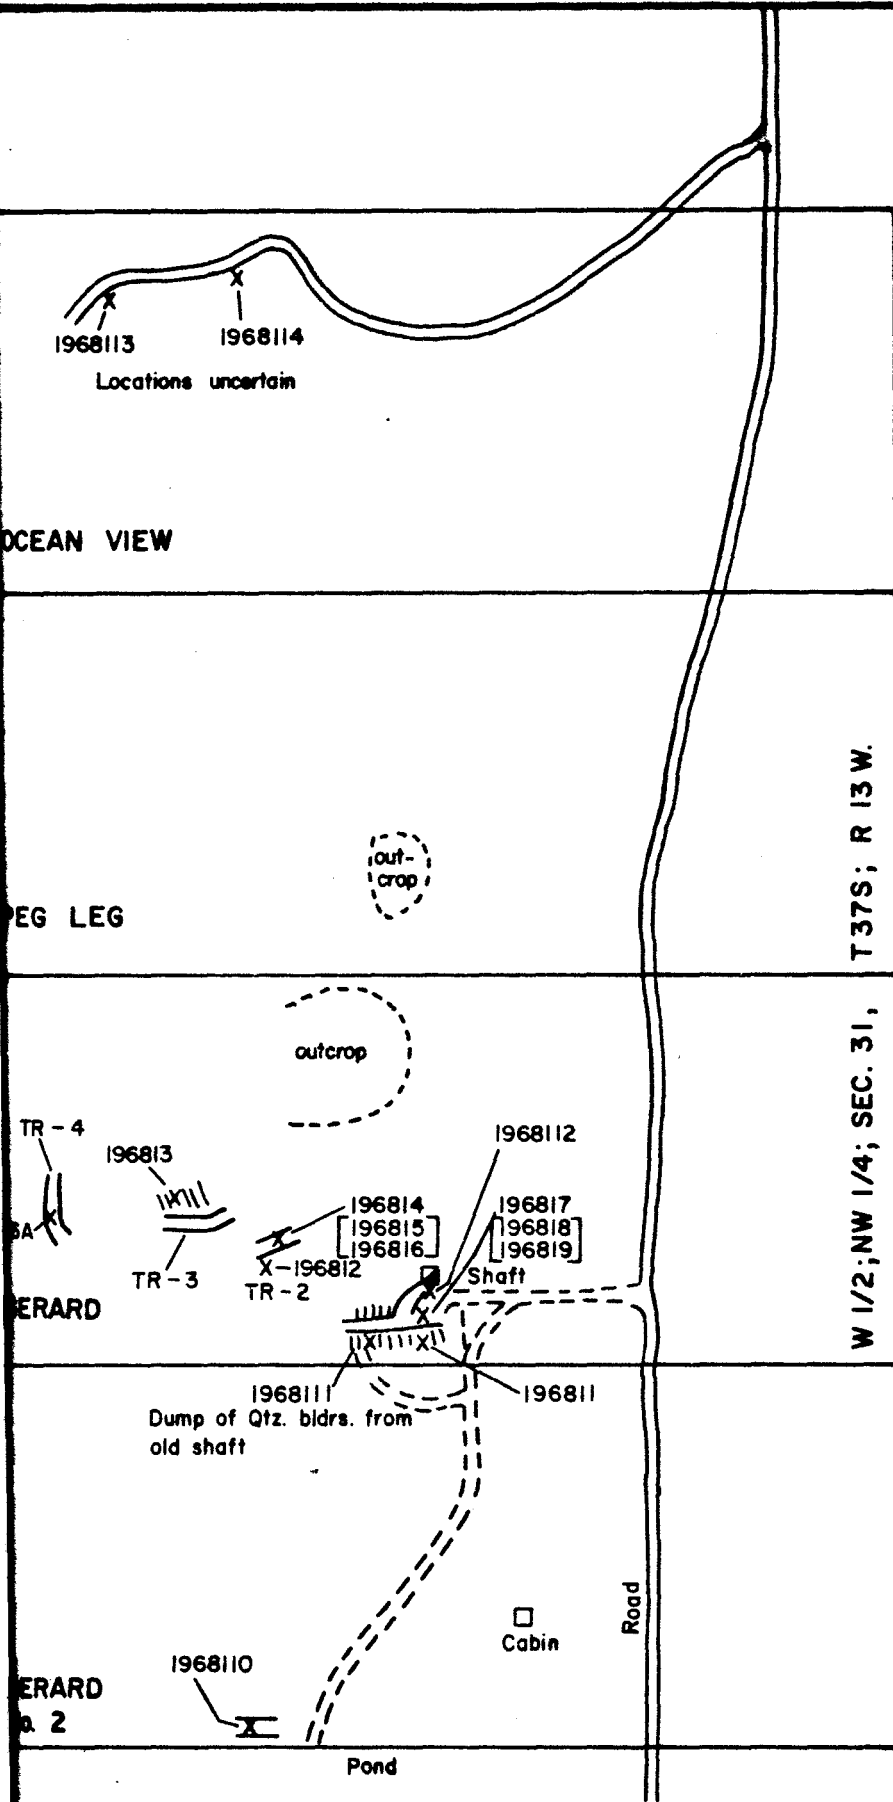 1968113
1968114
Locations uncertain
OCEAN VIEW
out-
crop
EG LEG
T37S; R 13 W.
W 1/2; NW 1/4; SEC. 31,
outcrop
TR-4
196813
1968112
196814
[196815]
[196816]
196817
[196818]
[196819]
A
TR-3
X-196812
TR-2
Shaft
ERARD
1968111
196811
Dump of Qtz. bldrs. from
old shaft
Road
Cabin
1968110
ERARD
2
Pond